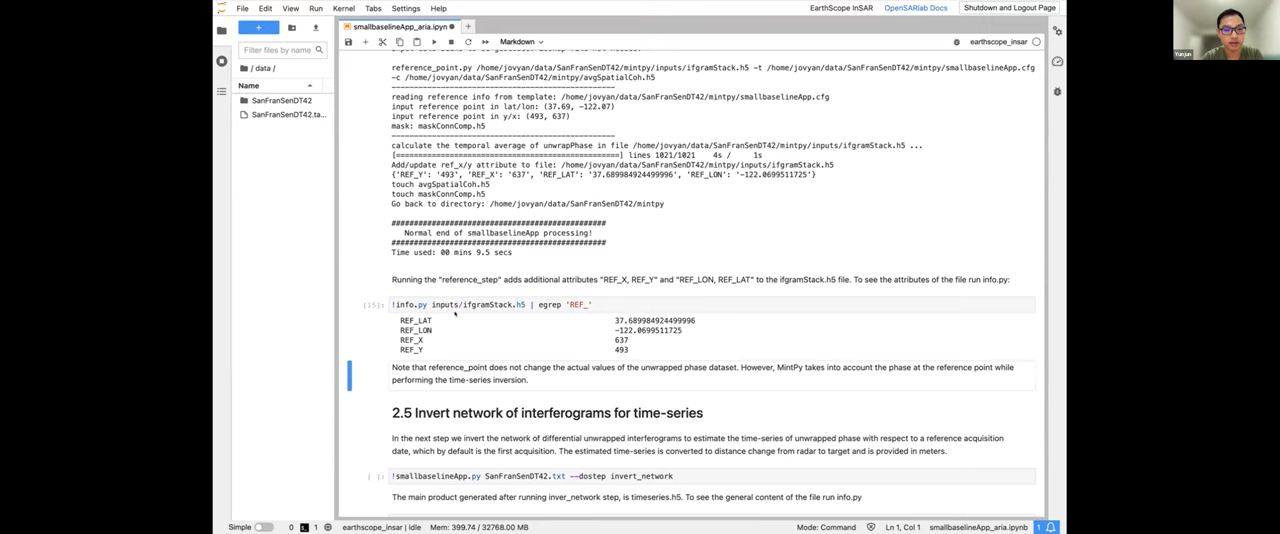 File Edit View Run Kernel Tabs Settings Help
EarthScope InSAR OpenSARlab Docs Shutdown and Logout Page
Yunjun
smallbaselineApp_aria.ipyn
Filter files by name
/ data /
Name
SanFranSenDT42
SanFranSenDT42.ta...
Markdown
earthscope_insar
reference_point.py /home/jovyan/data/SanFranSenDT42/mintpy/inputs/ifgramStack.h5 -t /home/jovyan/data/SanFranSenDT42/mintpy/smallbaselineApp.cfg
-c /home/jovyan/data/SanFranSenDT42/mintpy/avgSpatialCoh.h5
--------------------------------------------------
reading reference info from template: /home/jovyan/data/SanFranSenDT42/mintpy/smallbaselineApp.cfg
input reference point in lat/lon: (37.69, -122.07)
input reference point in y/x: (493, 637)
mask: maskConnComp.h5
--------------------------------------------------
calculate the temporal average of unwrapPhase in file /home/jovyan/data/SanFranSenDT42/mintpy/inputs/ifgramStack.h5 ...
[==================================================] lines 1021/1021 4s / 1s
Add/update ref_x/y attribute to file: /home/jovyan/data/SanFranSenDT42/mintpy/inputs/ifgramStack.h5
{'REF_Y': '493', 'REF_X': '637', 'REF_LAT': '37.689984924499996', 'REF_LON': '-122.0699511725'}
touch avgSpatialCoh.h5
touch maskConnComp.h5
Go back to directory: /home/jovyan/data/SanFranSenDT42/mintpy
################################################
Normal end of smallbaselineApp processing!
################################################
Time used: 00 mins 9.5 secs
Running the "reference_step" adds additional attributes "REF_X, REF_Y" and "REF_LON, REF_LAT" to the ifgramStack.h5 file. To see the attributes of the file run info.py:
[15]: !info.py inputs/ifgramStack.h5 | egrep 'REF_'
REF_LAT 37.689984924499996
REF_LON -122.0699511725
REF_X 637
REF_Y 493
Note that reference_point does not change the actual values of the unwrapped phase dataset. However, MintPy takes into account the phase at the reference point while
performing the time-series inversion.
2.5 Invert network of interferograms for time-series
In the next step we invert the network of differential unwrapped interferograms to estimate the time-series of unwrapped phase with respect to a reference acquisition
date, which by default is the first acquisition. The estimated time-series is converted to distance change from radar to target and is provided in meters.
[ ]: !smallbaselineApp.py SanFranSenDT42.txt --dostep invert_network
The main product generated after running inver_network step, is timeseries.h5. To see the general content of the file run info.py
Simple 0 1 earthscope_insar | Idle Mem: 399.74 / 32768.00 MB Mode: Command Ln 1, Col 1 smallbaselineApp_aria.ipynb 1